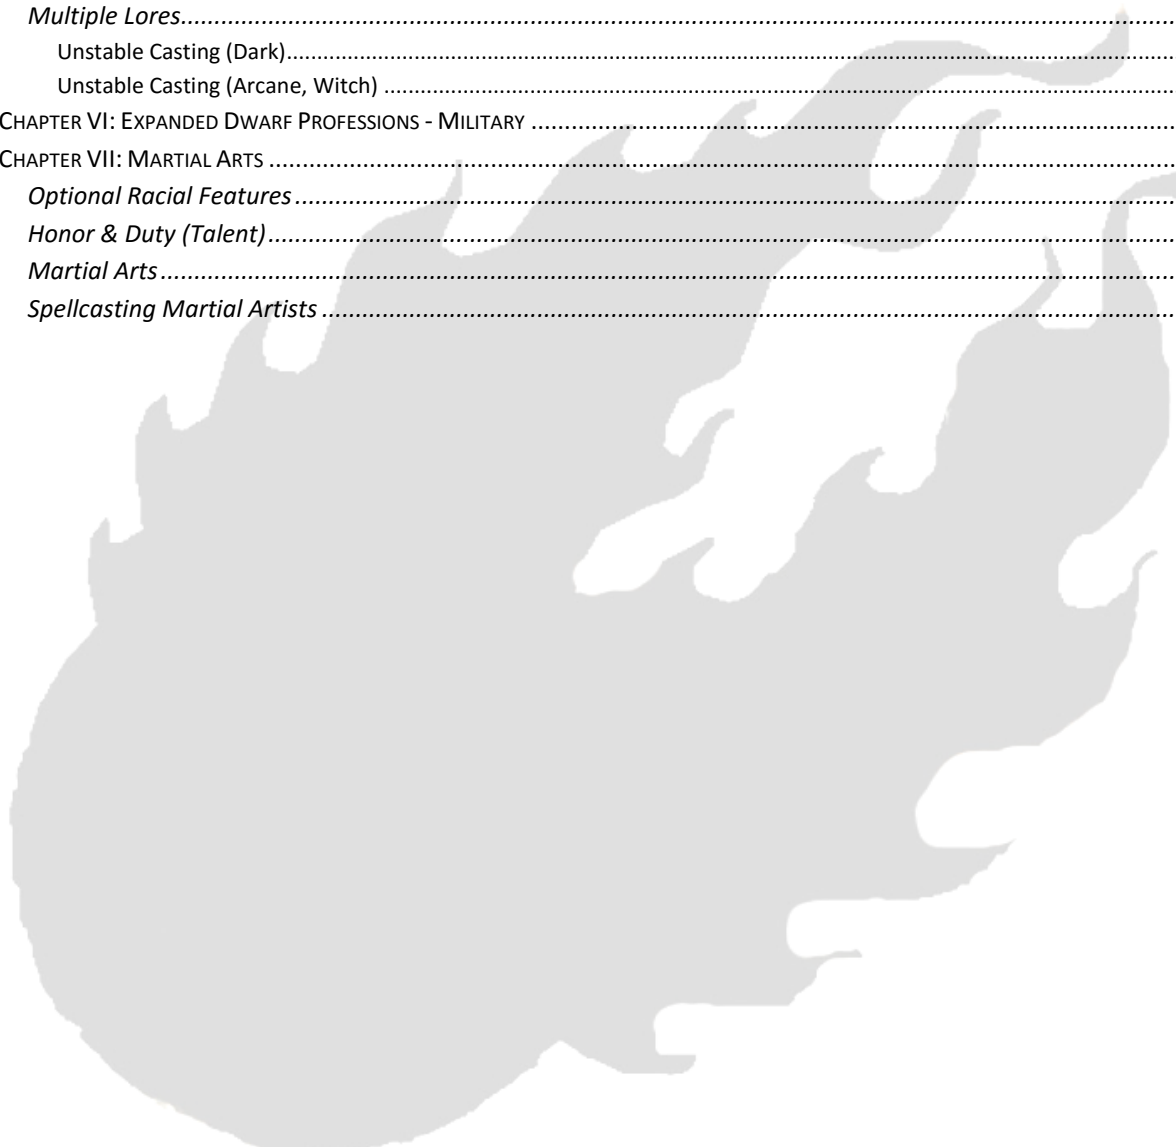 Multiple Lores..........................................................................................................................................................
Unstable Casting (Dark)..........................................................................................................................................
Unstable Casting (Arcane, Witch) ..........................................................................................................................
CHAPTER VI: EXPANDED DWARF PROFESSIONS - MILITARY ..........................................................................................
CHAPTER VII: MARTIAL ARTS ........................................................................................................................................
Optional Racial Features ........................................................................................................................................
Honor & Duty (Talent) ............................................................................................................................................
Martial Arts ............................................................................................................................................................
Spellcasting Martial Artists ....................................................................................................................................